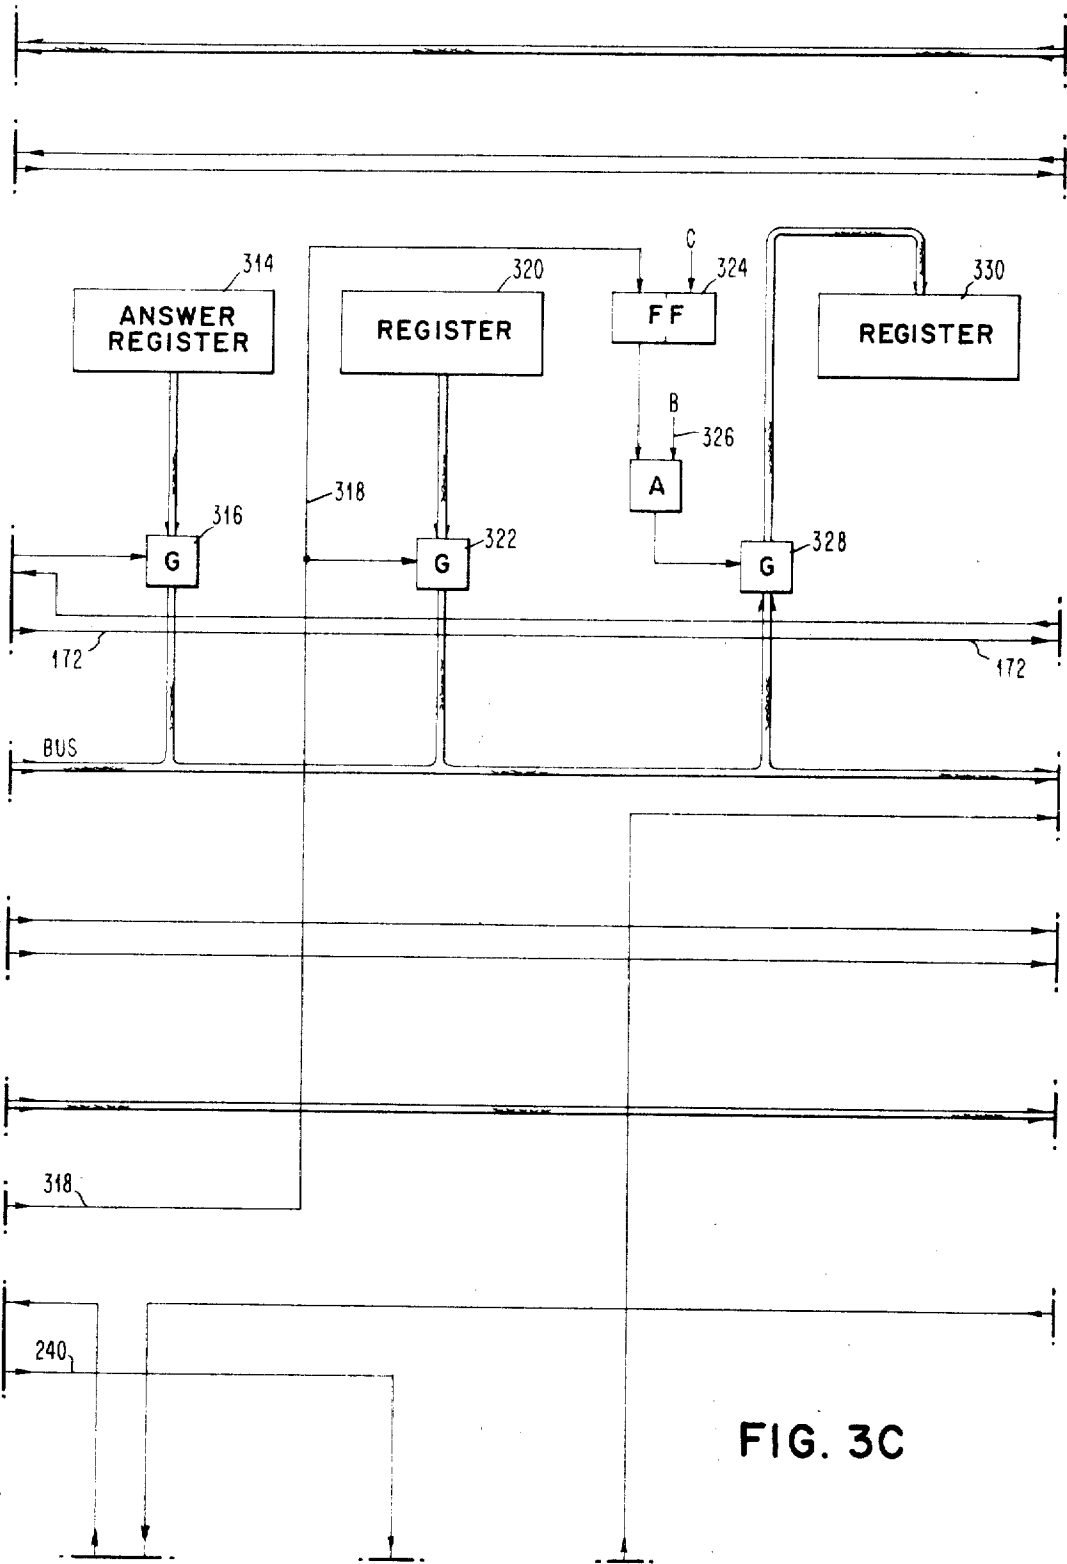 C
314
320
324
330
ANSWER
REGISTER
REGISTER
FF
REGISTER
B
326
A
318
316
322
328
G
G
G
172
172
BUS
318
240
FIG. 3C